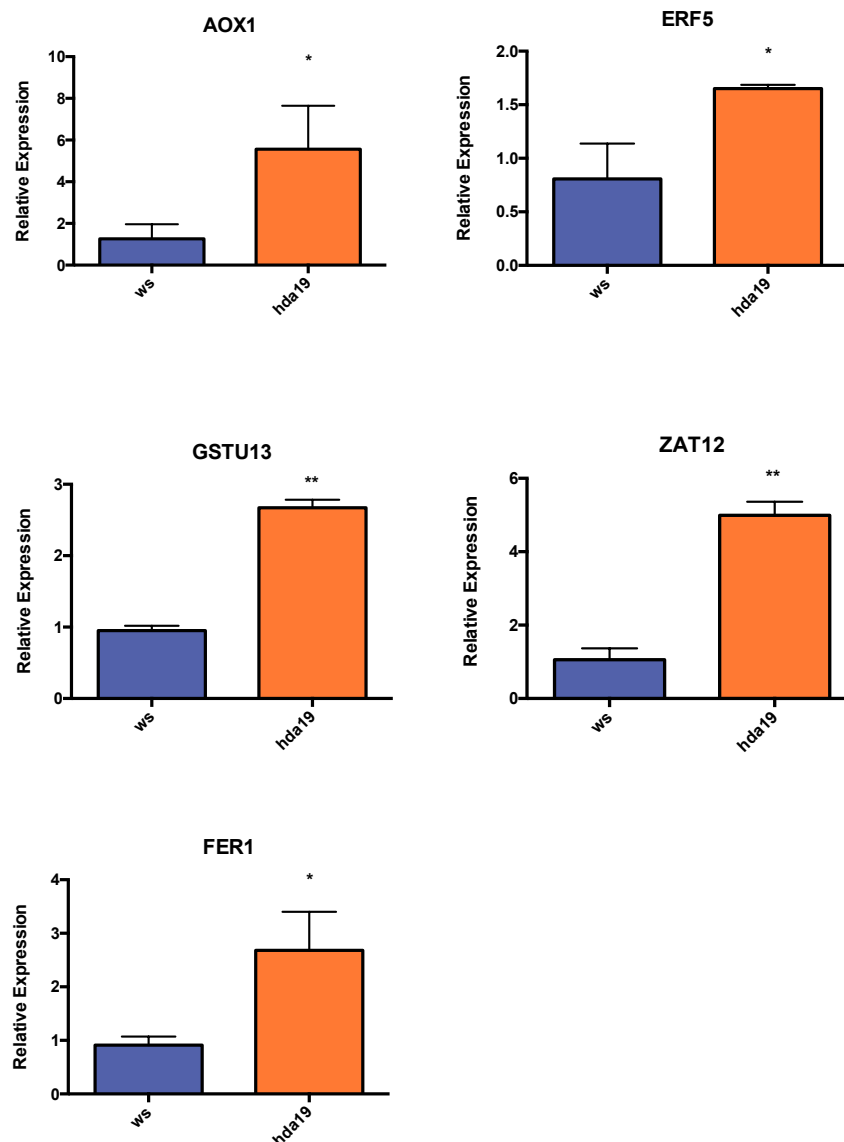 AOX1
*
10
8
6
4
2
0
Relative Expression
ws
hda19
ERF5
*
2.0
1.5
1.0
0.5
0.0
Relative Expression
ws
hda19
GSTU13
**
3
2
1
0
Relative Expression
ws
hda19
ZAT12
**
6
4
2
0
Relative Expression
ws
hda19
FER1
*
4
3
2
1
0
Relative Expression
ws
hda19